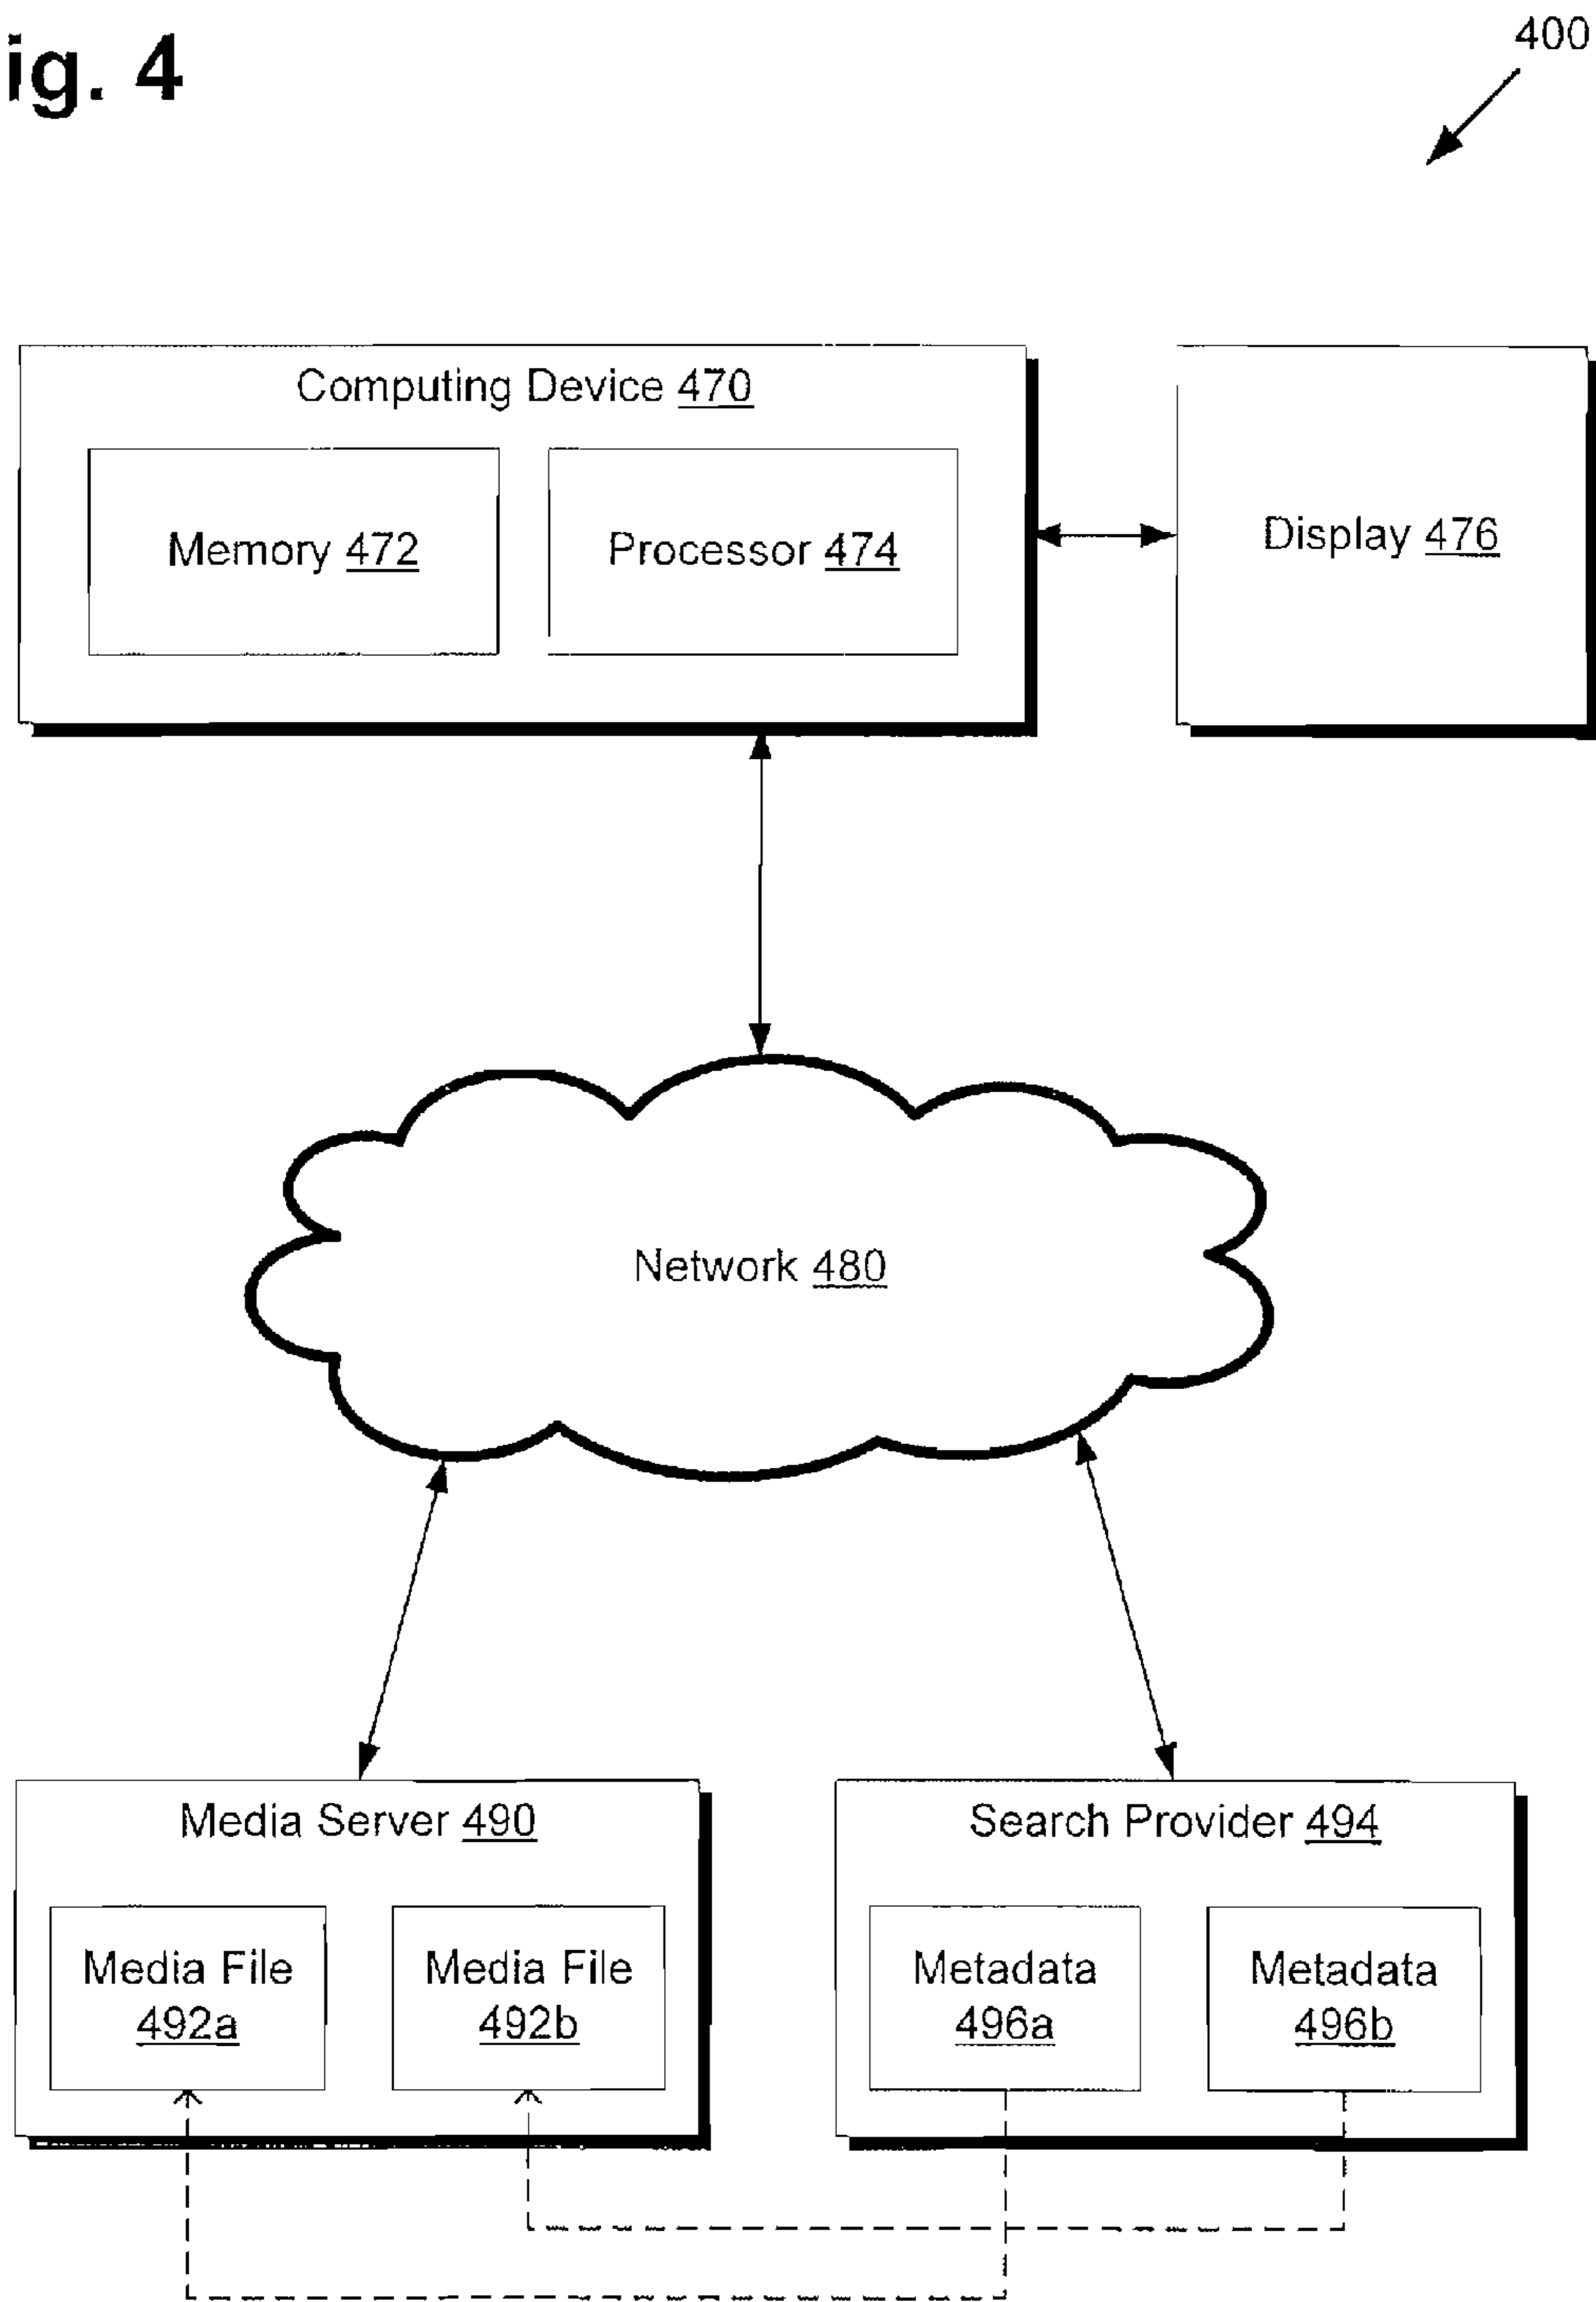 ig. 4
400
Computing Device 470
Memory 472
Processor 474
Display 476
Network 480
Media Server 490
Media File
492a
Media File
492b
Search Provider 494
Metadata
496a
Metadata
496b